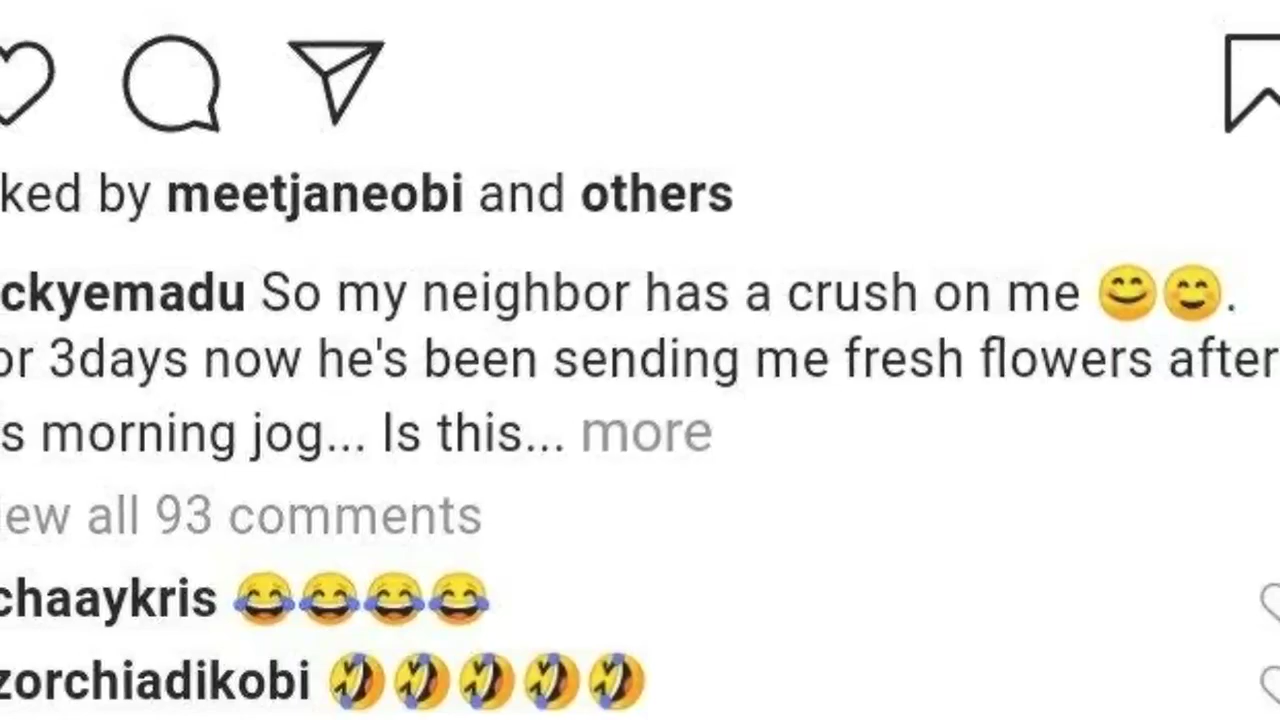 ked by meetjaneobi and others
ckyemadu So my neighbor has a crush on me 😊😊.
or 3days now he's been sending me fresh flowers after
s morning jog... Is this... more
iew all 93 comments
chaaykris 😂😂😂😂
zorchiadikobi 🤣🤣🤣🤣🤣